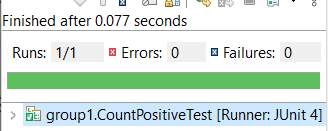 Finished after 0.077 seconds
Runs: 1/1 Errors: 0 Failures: 0
group1.CountPositiveTest [Runner: JUnit 4]